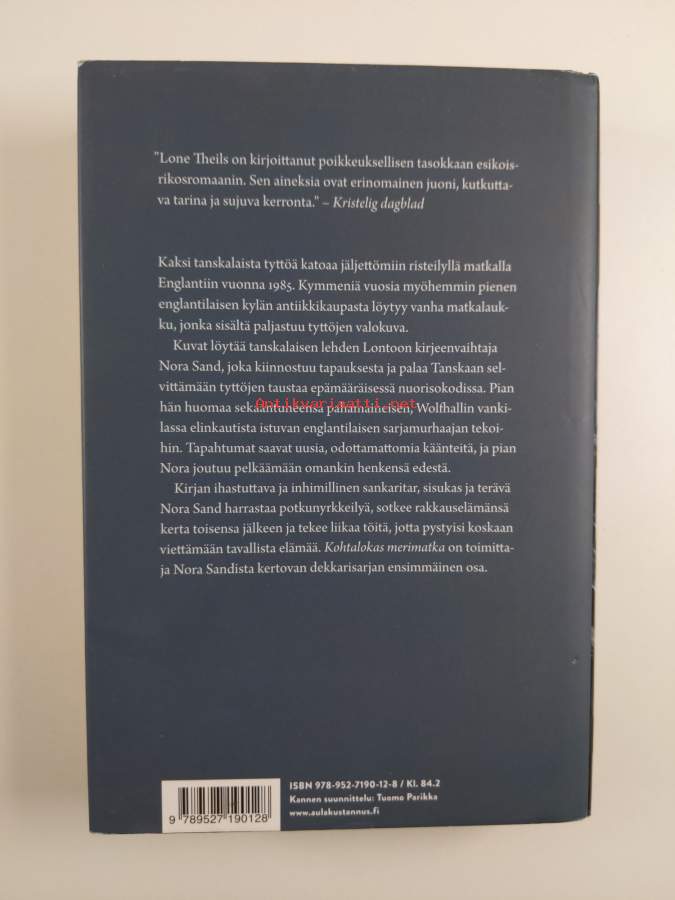 "Lone Theils on kirjoittanut poikkeuksellisen tasokkaan esikois-
rikosromaanin. Sen aineksia ovat erinomainen juoni, kutkutta-
va tarina ja sujuva kerronta." – Kristelig dagblad
Kaksi tanskalaista tyttöä katoaa jäljettömiin risteilyllä matkalla
Englantiin vuonna 1985. Kymmeniä vuosia myöhemmin pienen
englantilaisen kylän antiikkikaupasta löytyy vanha matkalauk-
ku, jonka sisältä paljastuu tyttöjen valokuva.
Kuvat löytää tanskalaisen lehden Lontoon kirjeenvaihtaja
Nora Sand, joka kiinnostuu tapauksesta ja palaa Tanskaan sel-
vittämään tyttöjen taustaa epämääräisessä nuorisokodissa. Pian
hän huomaa sekaantuneensa pahamaineisen, Wolfhallin vanki-
Antikvariaatti.net
lassa elinkautista istuvan englantilaisen sarjamurhaajan tekoi-
hin. Tapahtumat saavat uusia, odottamattomia käänteitä, ja pian
Nora joutuu pelkäämään omankin henkensä edestä.
Kirjan ihastuttava ja inhimillinen sankaritar, sisukas ja terävä
Nora Sand harrastaa potkunyrkkeilyä, sotkee rakkauselämänsä
kerta toisensa jälkeen ja tekee liikaa töitä, jotta pystyisi koskaan
viettämään tavallista elämää. Kohtalokas merimatka on toimitta-
ja Nora Sandista kertovan dekkarisarjan ensimmäinen osa.
ISBN 978-952-7190-12-8 / Kl. 84.2
Kannen suunnittelu: Tuomo Parikka
www.aulakustannus.fi
9 789527 190128